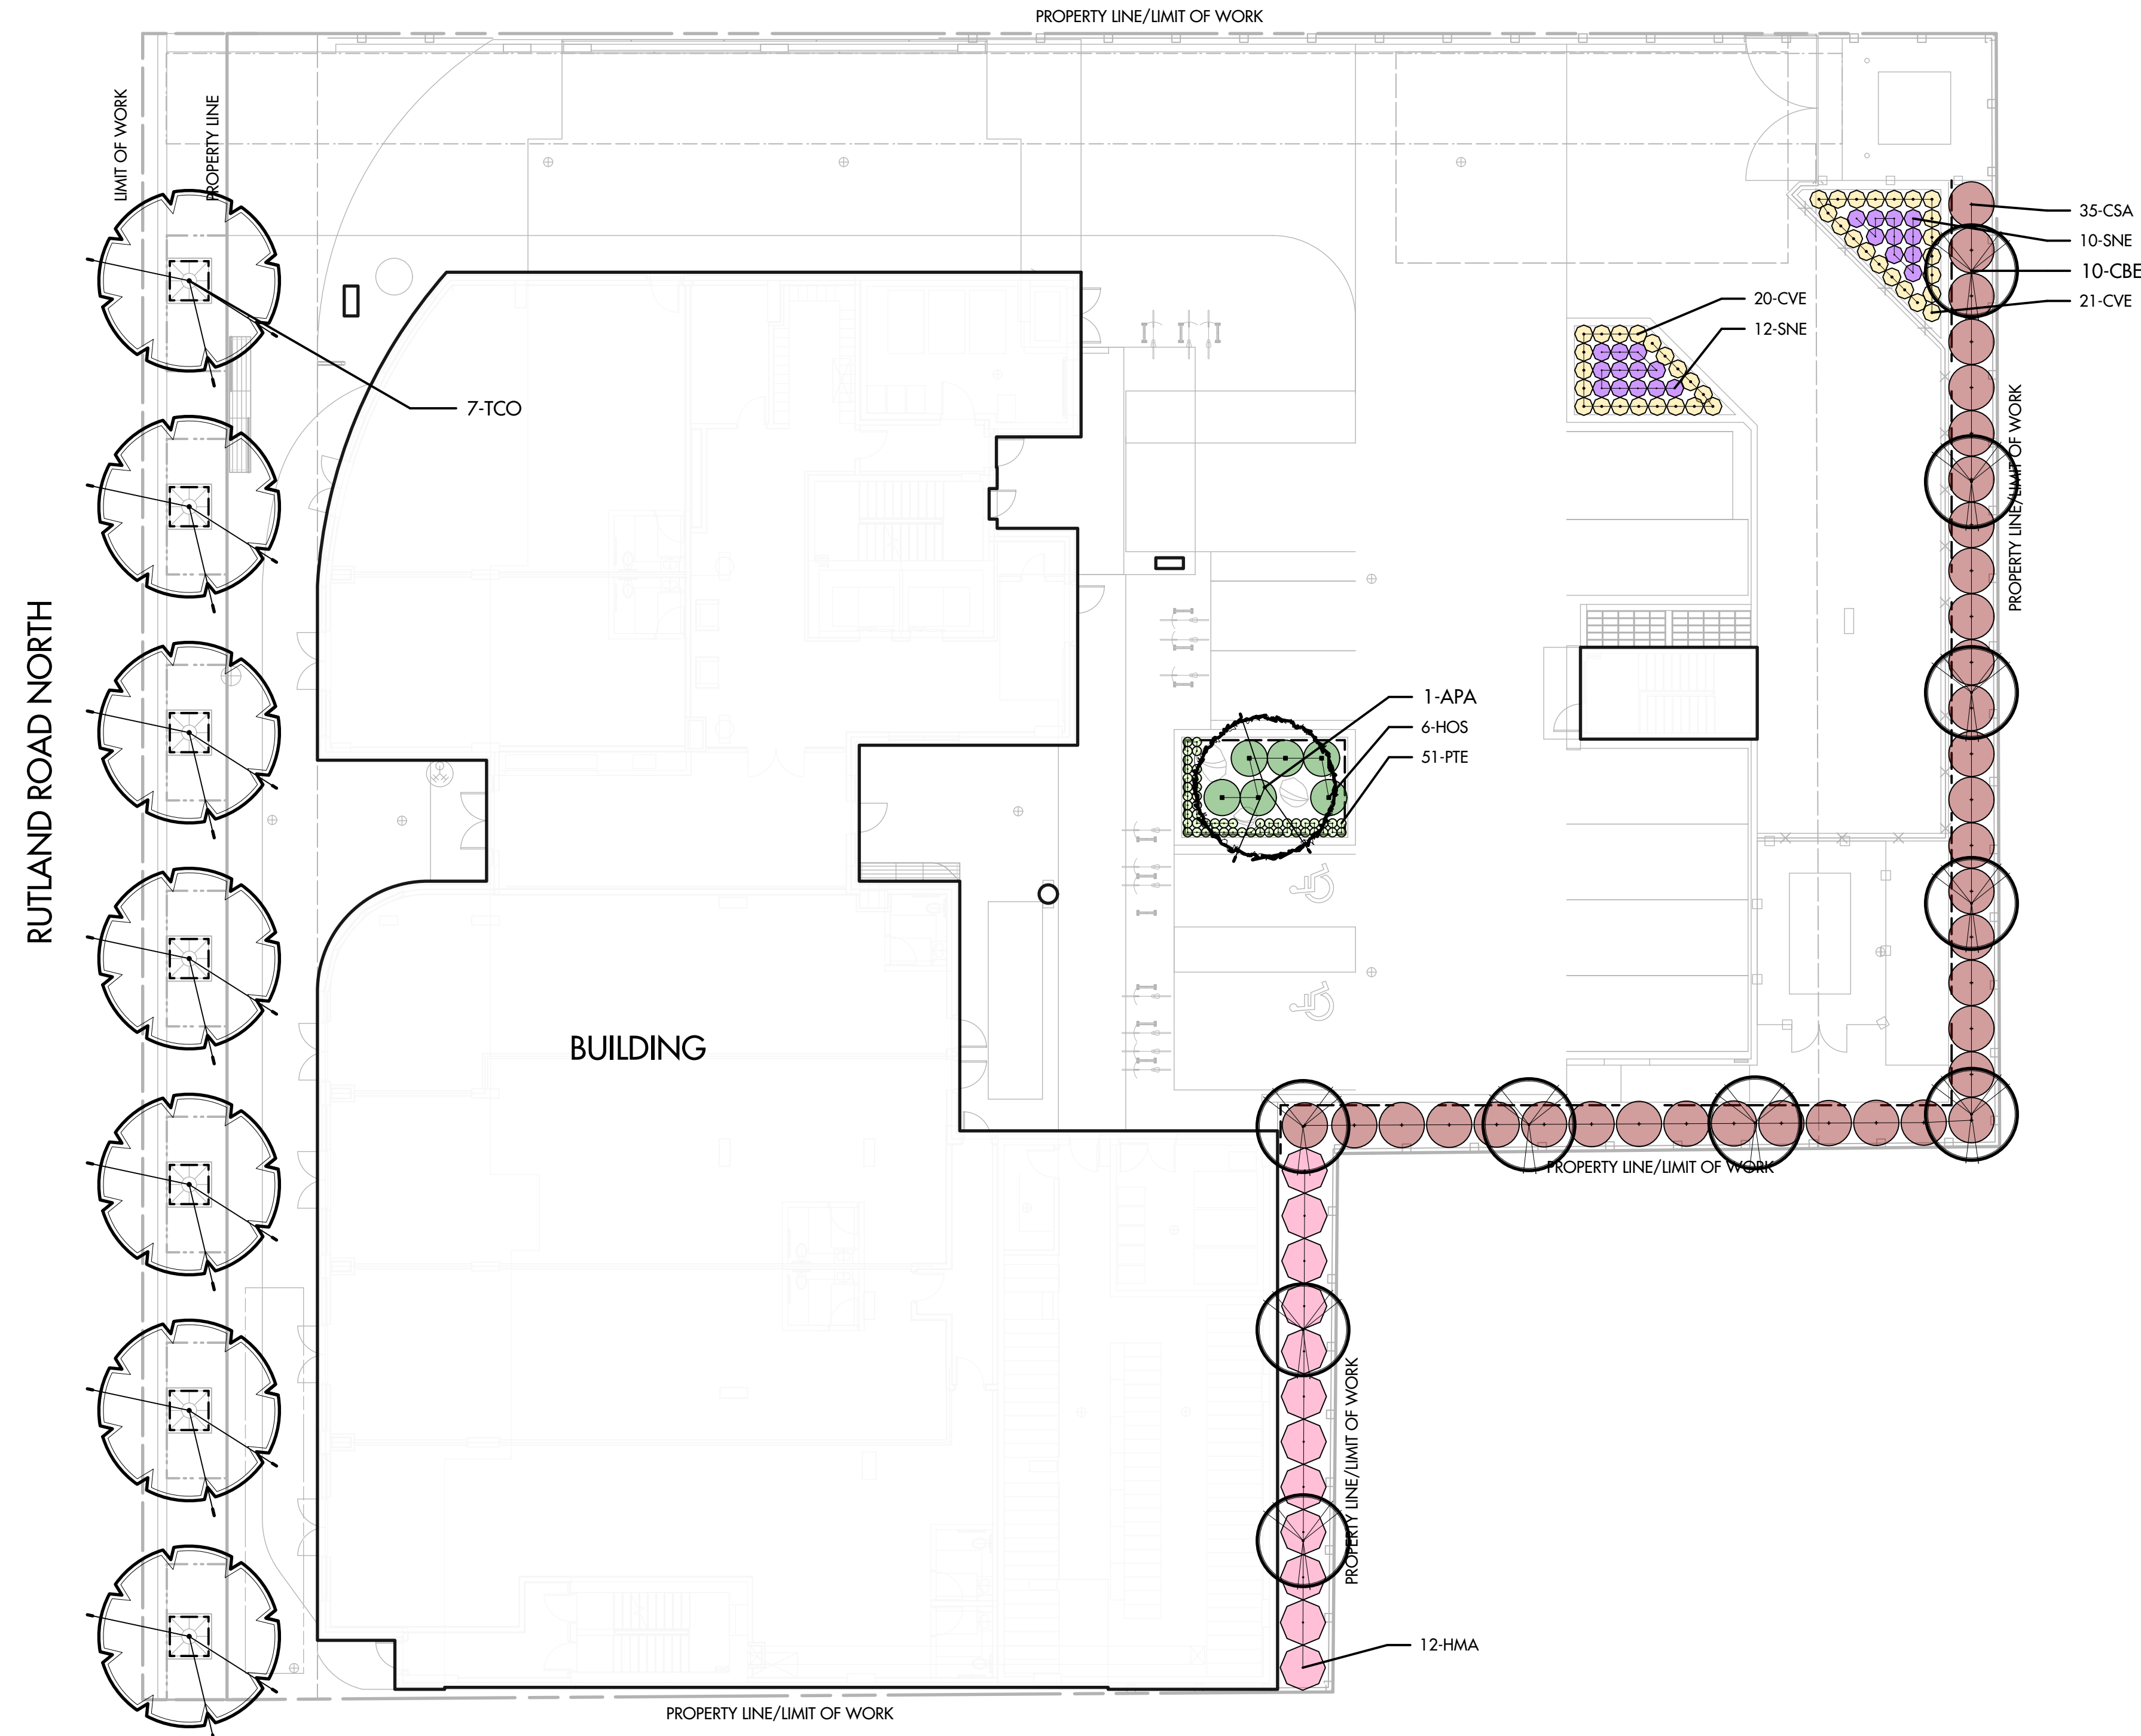 PROPERTY LINE/LIMIT OF WORK
LIMIT OF WORK
PROPERTY LINE
35-CSA
10-SNE
10-CBE
21-CVE
20-CVE
12-SNE
7-TCO
PROPERTY LINE/LIMIT OF WORK
RUTLAND ROAD NORTH
1-APA
6-HOS
51-PTE
BUILDING
PROPERTY LINE/LIMIT OF WORK
PROPERTY LINE/LIMIT OF WORK
12-HMA
PROPERTY LINE/LIMIT OF WORK